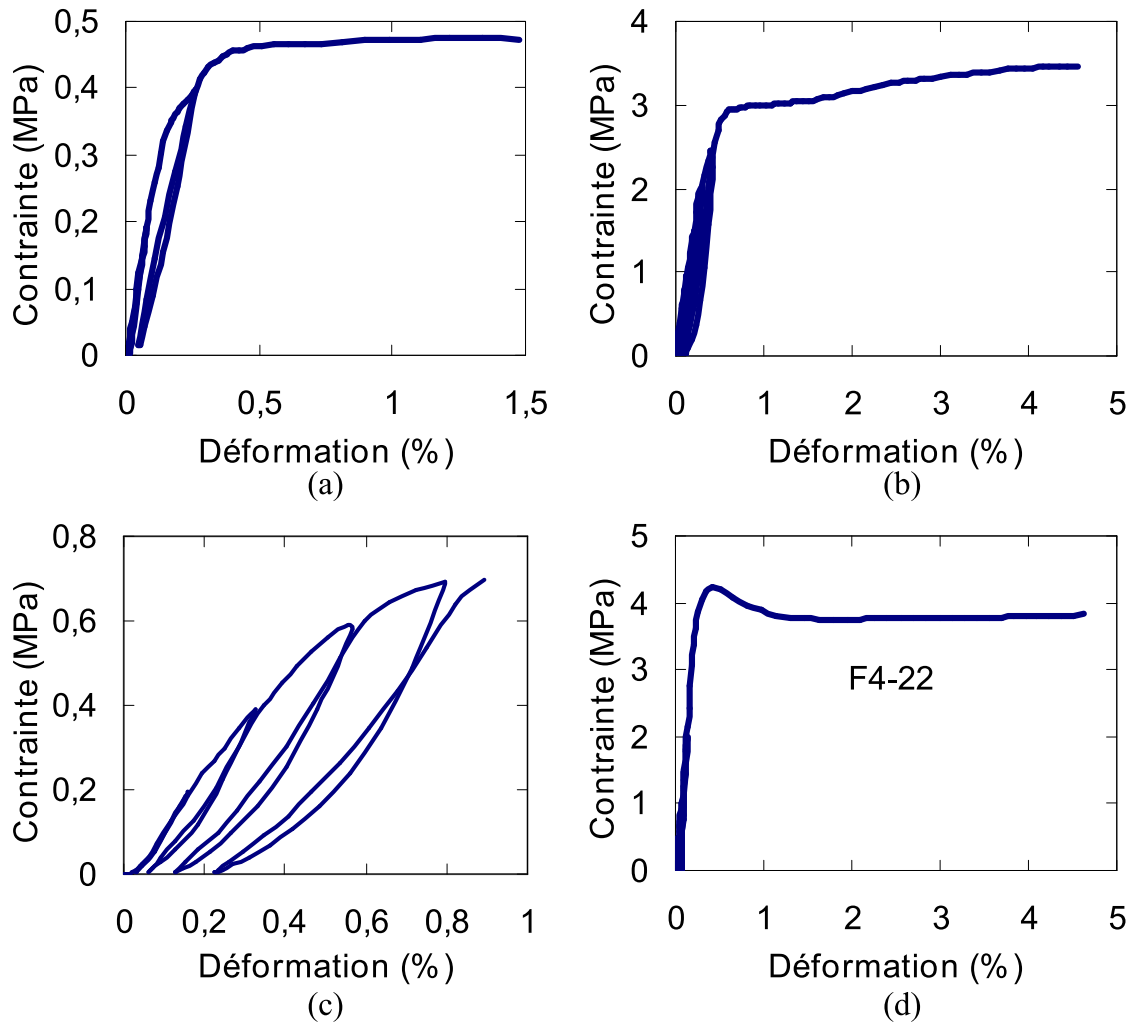 0,5
0,4
0,3
0,2
0,1
0
Contrainte (MPa)
0 0,5 1 1,5
Déformation (%)
(a)
4
3
2
1
0
Contrainte (MPa)
0 1 2 3 4 5
Déformation (%)
(b)
0,8
0,6
0,4
0,2
0
Contrainte (MPa)
0 0,2 0,4 0,6 0,8 1
Déformation (%)
(c)
5
4
3
2
1
0
Contrainte (MPa)
F4-22
0 1 2 3 4 5
Déformation (%)
(d)